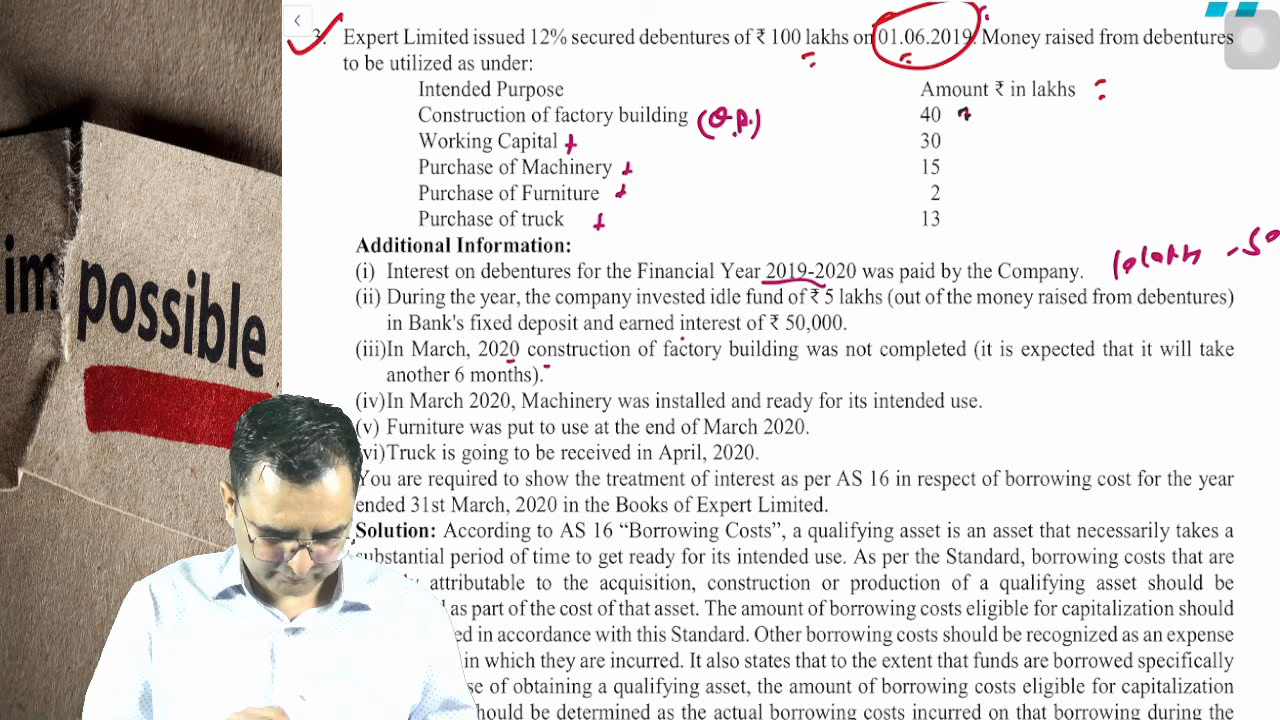 impossible
3. Expert Limited issued 12% secured debentures of ₹ 100 lakhs on 01.06.2019. Money raised from debentures
to be utilized as under:
Intended Purpose Amount ₹ in lakhs
Construction of factory building (Q.A.) 40
Working Capital 30
Purchase of Machinery 15
Purchase of Furniture 2
Purchase of truck 13
Additional Information:
(i) Interest on debentures for the Financial Year 2019-2020 was paid by the Company.
(ii) During the year, the company invested idle fund of ₹ 5 lakhs (out of the money raised from debentures)
in Bank's fixed deposit and earned interest of ₹ 50,000.
(iii)In March, 2020 construction of factory building was not completed (it is expected that it will take
another 6 months).
(iv)In March 2020, Machinery was installed and ready for its intended use.
(v) Furniture was put to use at the end of March 2020.
vi)Truck is going to be received in April, 2020.
You are required to show the treatment of interest as per AS 16 in respect of borrowing cost for the year
ended 31st March, 2020 in the Books of Expert Limited.
Solution: According to AS 16 “Borrowing Costs”, a qualifying asset is an asset that necessarily takes a
substantial period of time to get ready for its intended use. As per the Standard, borrowing costs that are
attributable to the acquisition, construction or production of a qualifying asset should be
as part of the cost of that asset. The amount of borrowing costs eligible for capitalization should
ed in accordance with this Standard. Other borrowing costs should be recognized as an expense
in which they are incurred. It also states that to the extent that funds are borrowed specifically
se of obtaining a qualifying asset, the amount of borrowing costs eligible for capitalization
hould be determined as the actual borrowing costs incurred on that borrowing during the